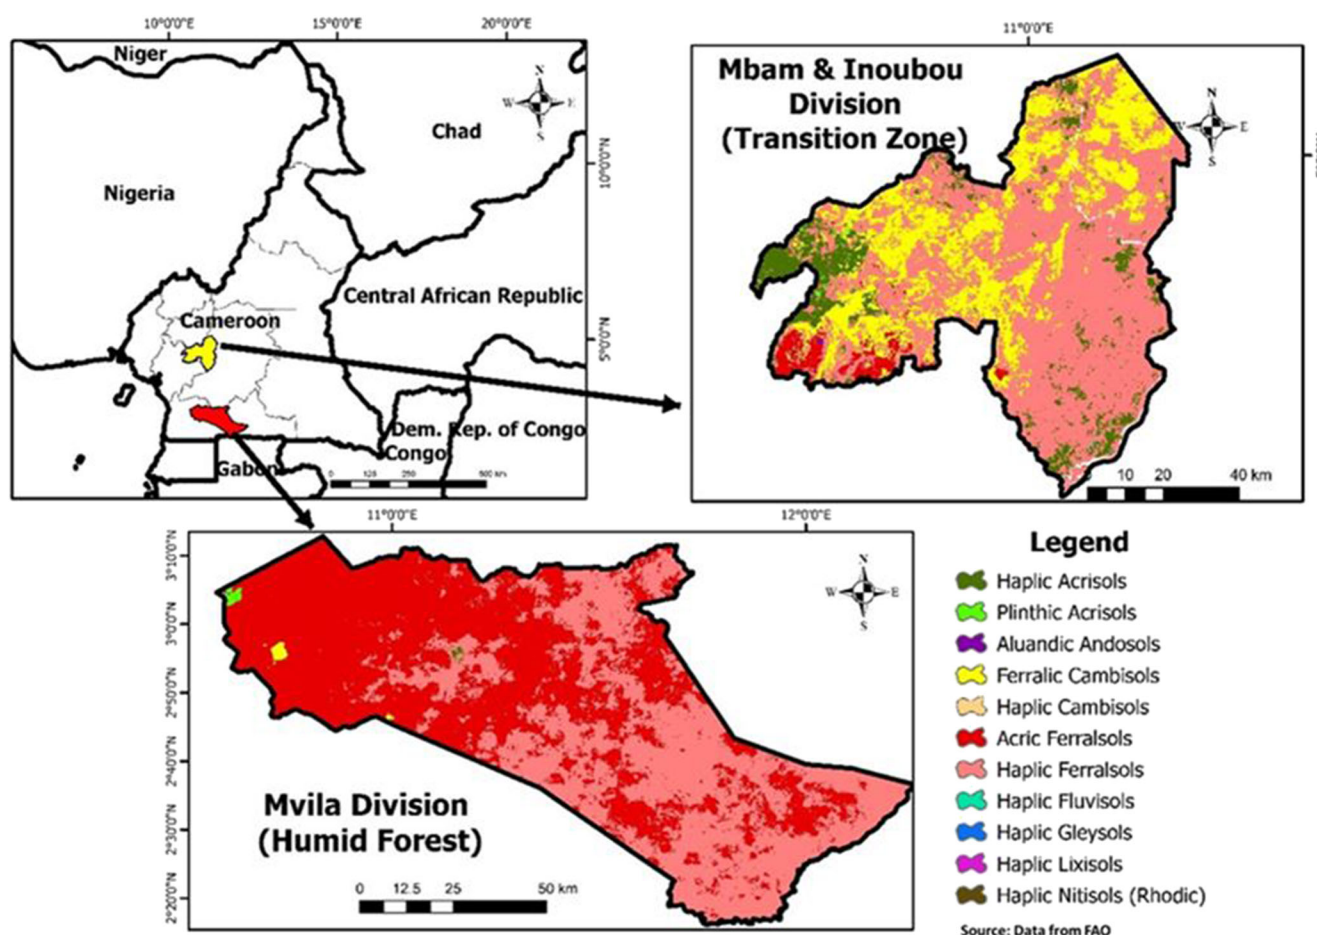 10°0'0"E 15°0'0"E 20°0'0"E
Niger
Chad
Nigeria
Central African Republic
Cameroon
Dem. Rep. of Congo
Congo
Gabon
10°0'0"N
5°0'0"N
N
W E
S
11°0'0"E
Mbam & Inoubou
Division
(Transition Zone)
N
W E
S
10 20 40 km
11°0'0"E 12°0'0"E
3°10'0"N
3°0'0"N
2°50'0"N
2°40'0"N
2°30'0"N
2°20'0"N
N
W E
S
Mvila Division
(Humid Forest)
0 12.5 25 50 km
Legend
Haplic Acrisols
Plinthic Acrisols
Aluandic Andosols
Ferralic Cambisols
Haplic Cambisols
Acric Ferralsols
Haplic Ferralsols
Haplic Fluvisols
Haplic Gleysols
Haplic Lixisols
Haplic Nitisols (Rhodic)
Source: Data from FAO